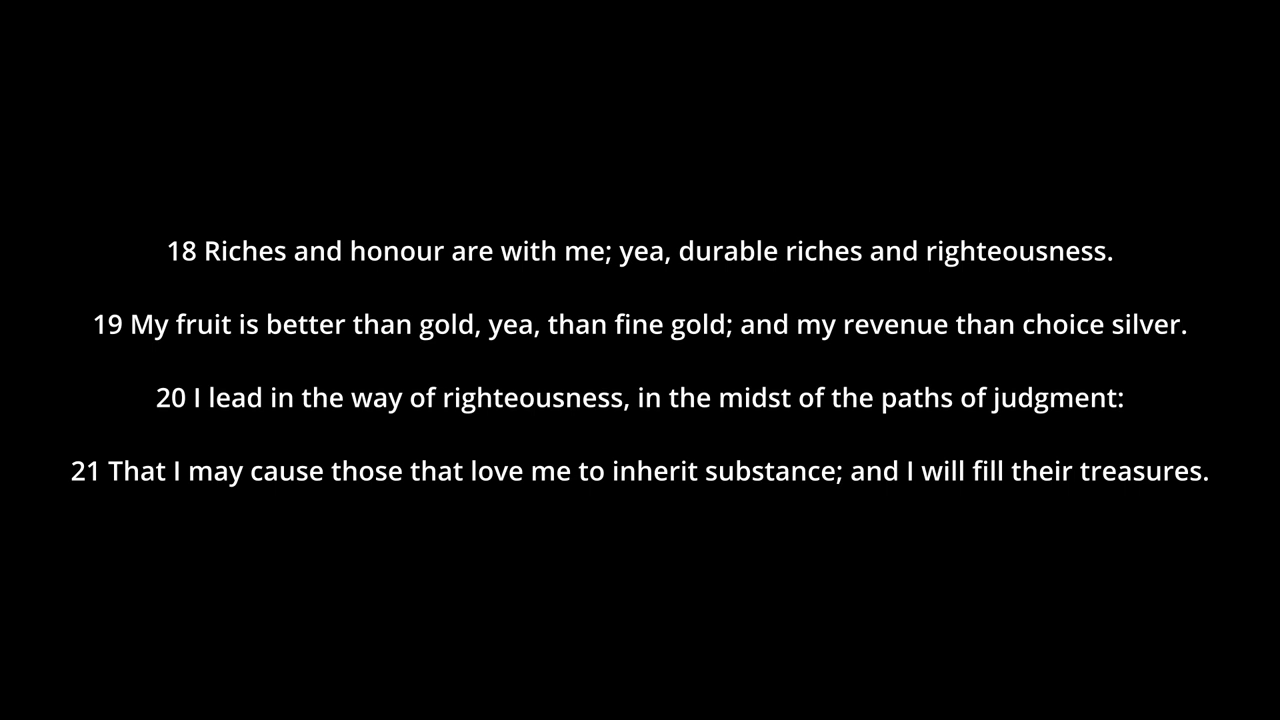 18 Riches and honour are with me; yea, durable riches and righteousness.
19 My fruit is better than gold, yea, than fine gold; and my revenue than choice silver.
20 I lead in the way of righteousness, in the midst of the paths of judgment:
21 That I may cause those that love me to inherit substance; and I will fill their treasures.